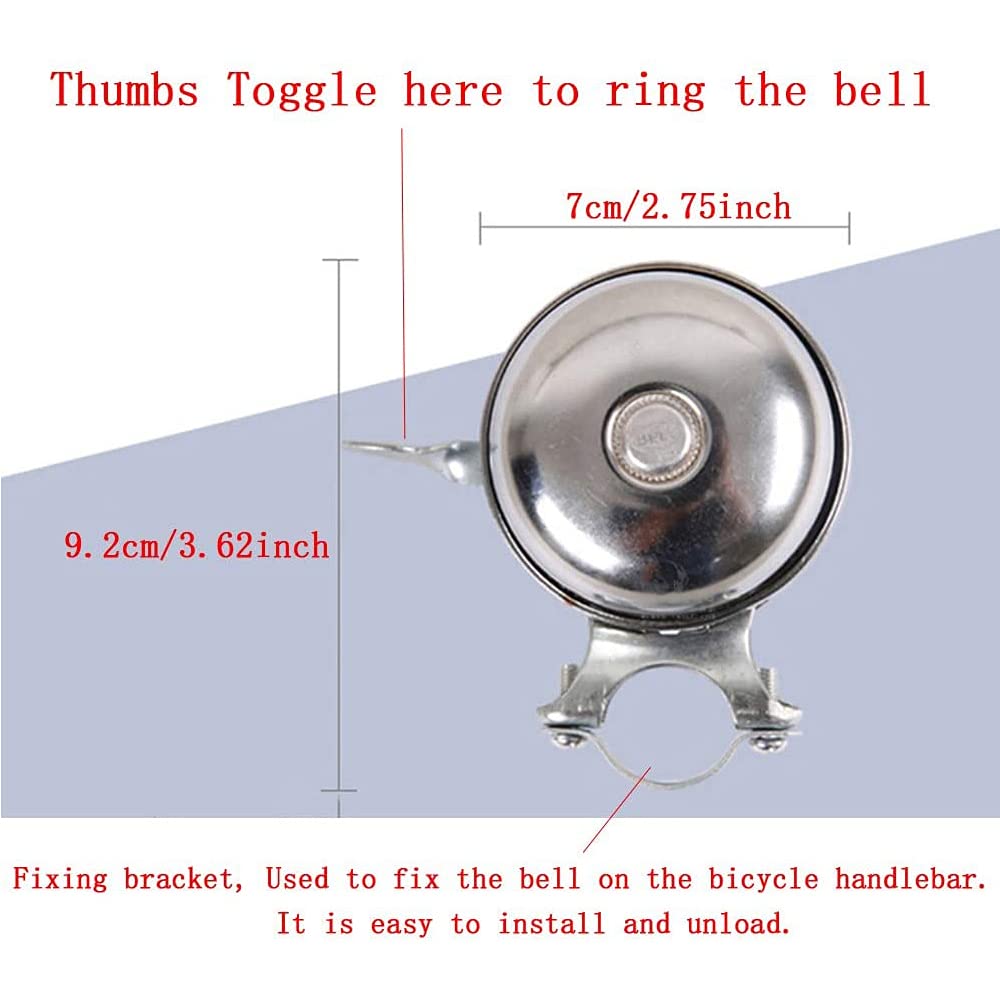 Thumbs Toggle here to ring the bell
7cm/2.75inch
9.2cm/3.62inch
Fixing bracket, Used to fix the bell on the bicycle handlebar.
It is easy to install and unload.